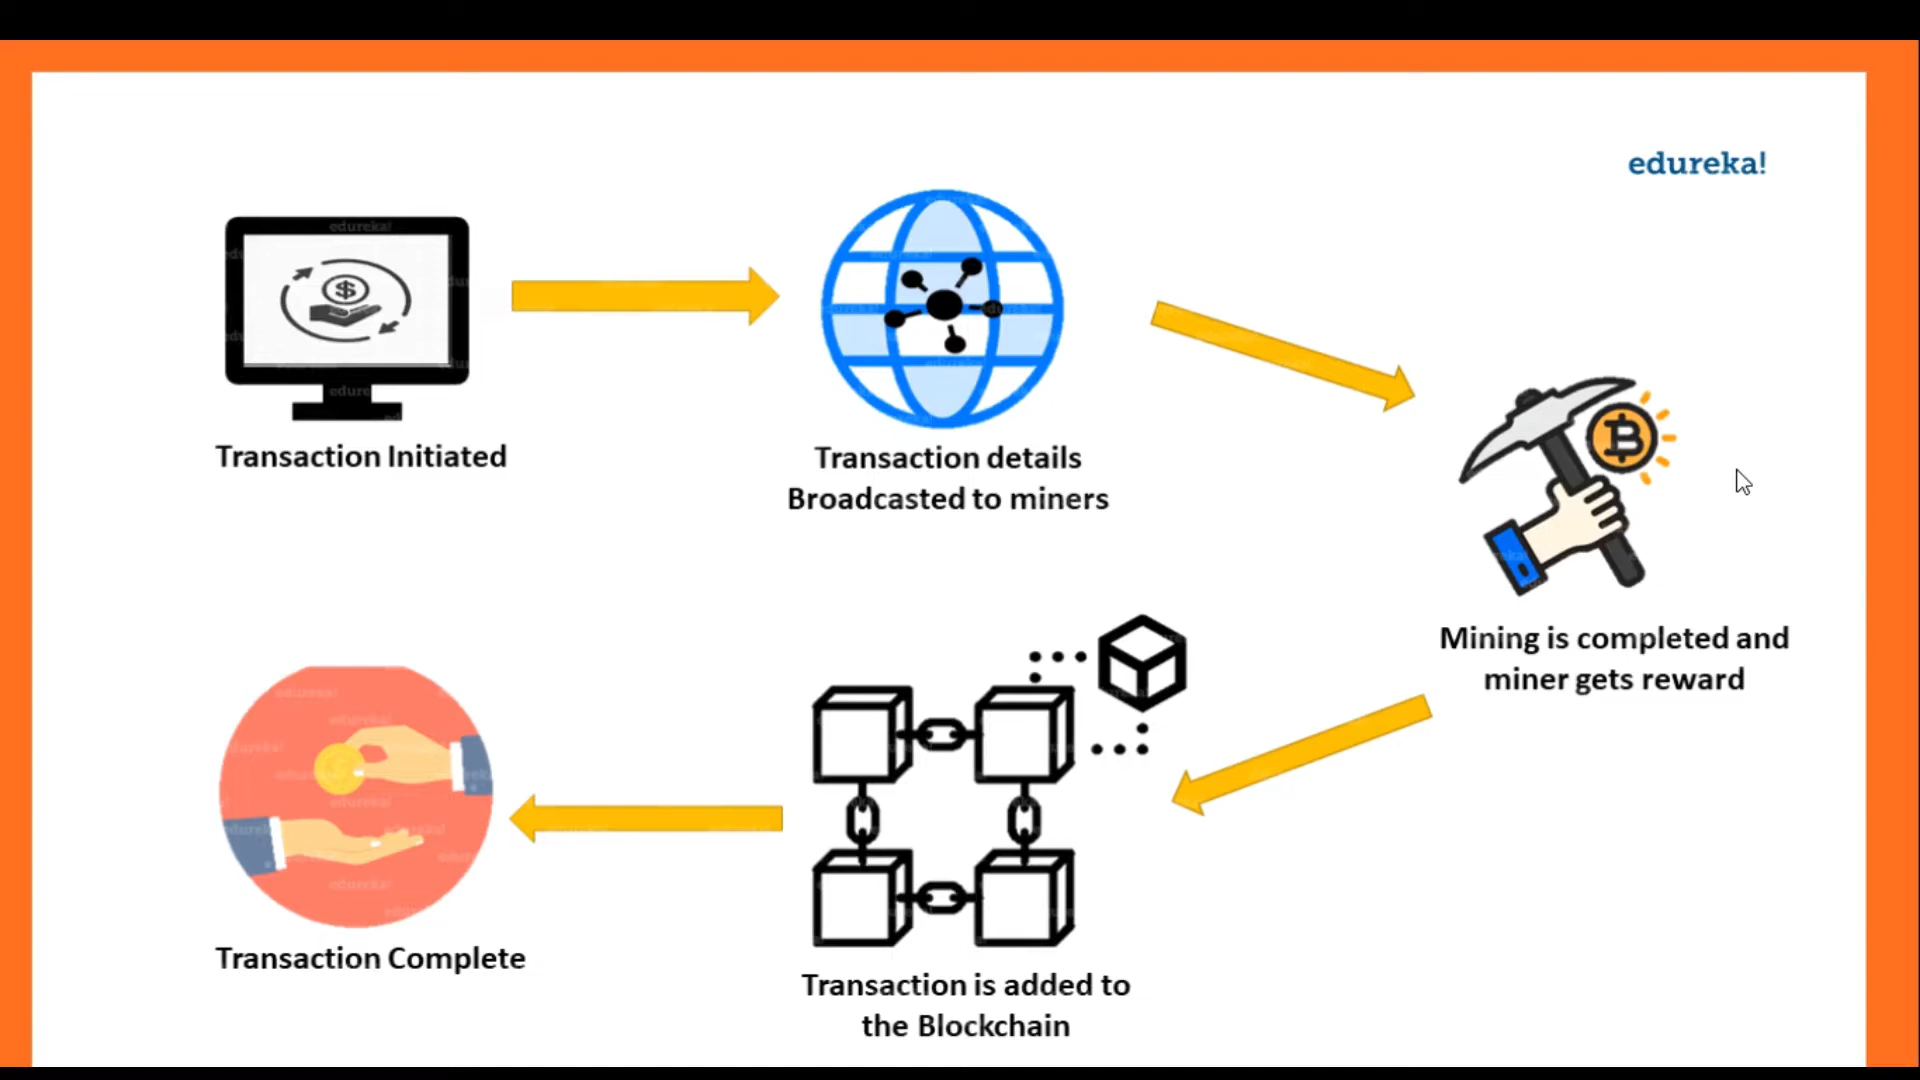 edureka!
Transaction Initiated
Transaction details
Broadcasted to miners
Mining is completed and
miner gets reward
Transaction is added to
the Blockchain
Transaction Complete